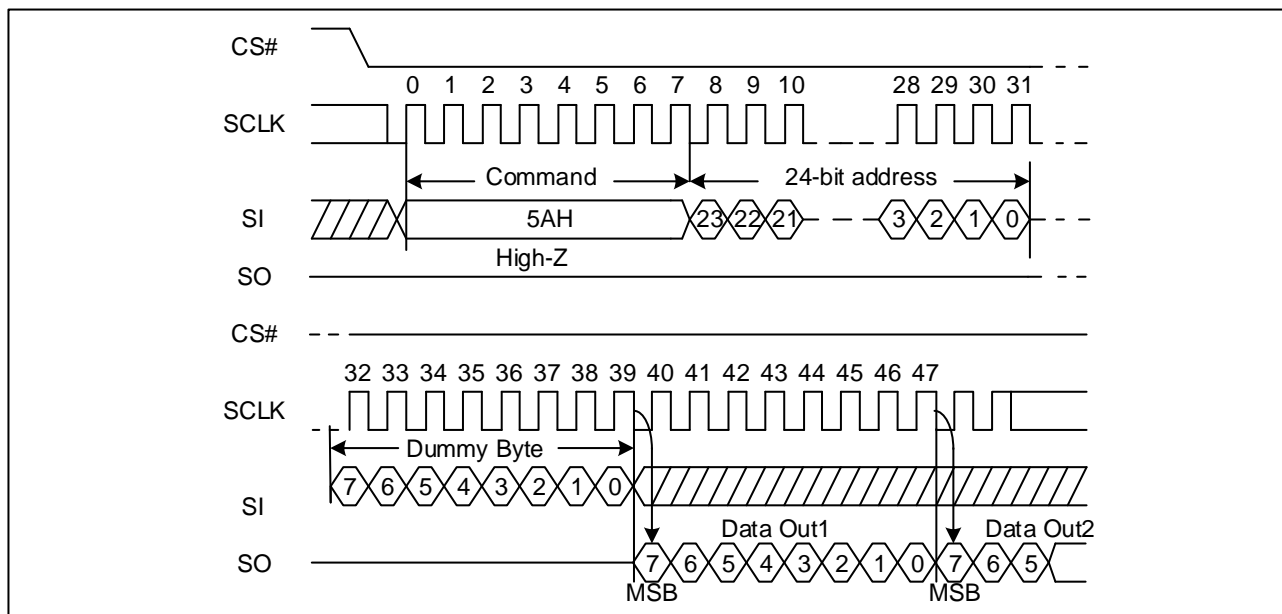 CS#
0 1 2 3 4 5 6 7 8 9 10 28 29 30 31
SCLK
Command 24-bit address
SI 5AH 23 22 21 3 2 1 0
High-Z
SO
CS#
32 33 34 35 36 37 38 39 40 41 42 43 44 45 46 47
SCLK
Dummy Byte
SI 7 6 5 4 3 2 1 0
Data Out1 Data Out2
SO 7 6 5 4 3 2 1 0 7 6 5
MSB MSB